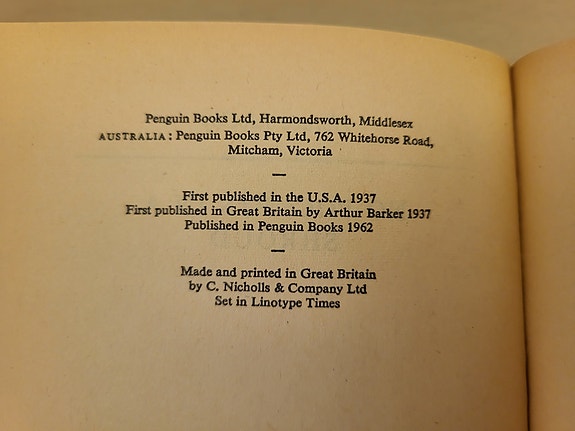 Penguin Books Ltd, Harmondsworth, Middlesex
AUSTRALIA: Penguin Books Pty Ltd, 762 Whitehorse Road,
Mitcham, Victoria
—
First published in the U.S.A. 1937
First published in Great Britain by Arthur Barker 1937
Published in Penguin Books 1962
—
Made and printed in Great Britain
by C. Nicholls & Company Ltd
Set in Linotype Times